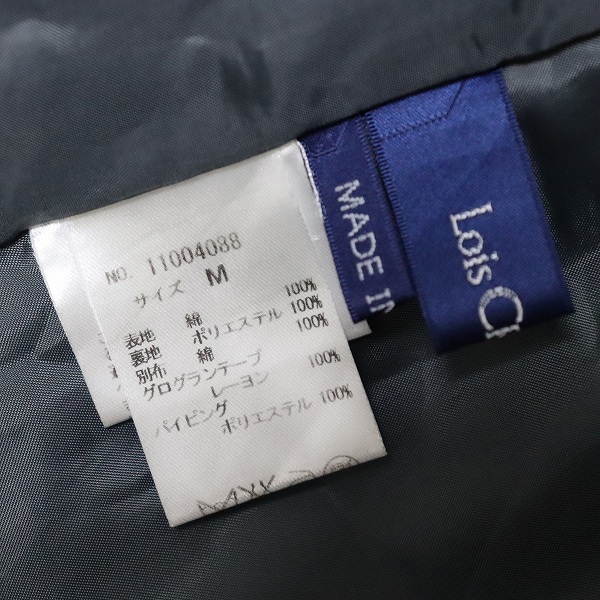 NO. 11004088
サイズ M
表地 綿 100%
裏地 ポリエステル 100%
別布 綿 100%
グログランテープ
レーヨン 100%
パイピング
ポリエステル 100%
MADE IN
Lois